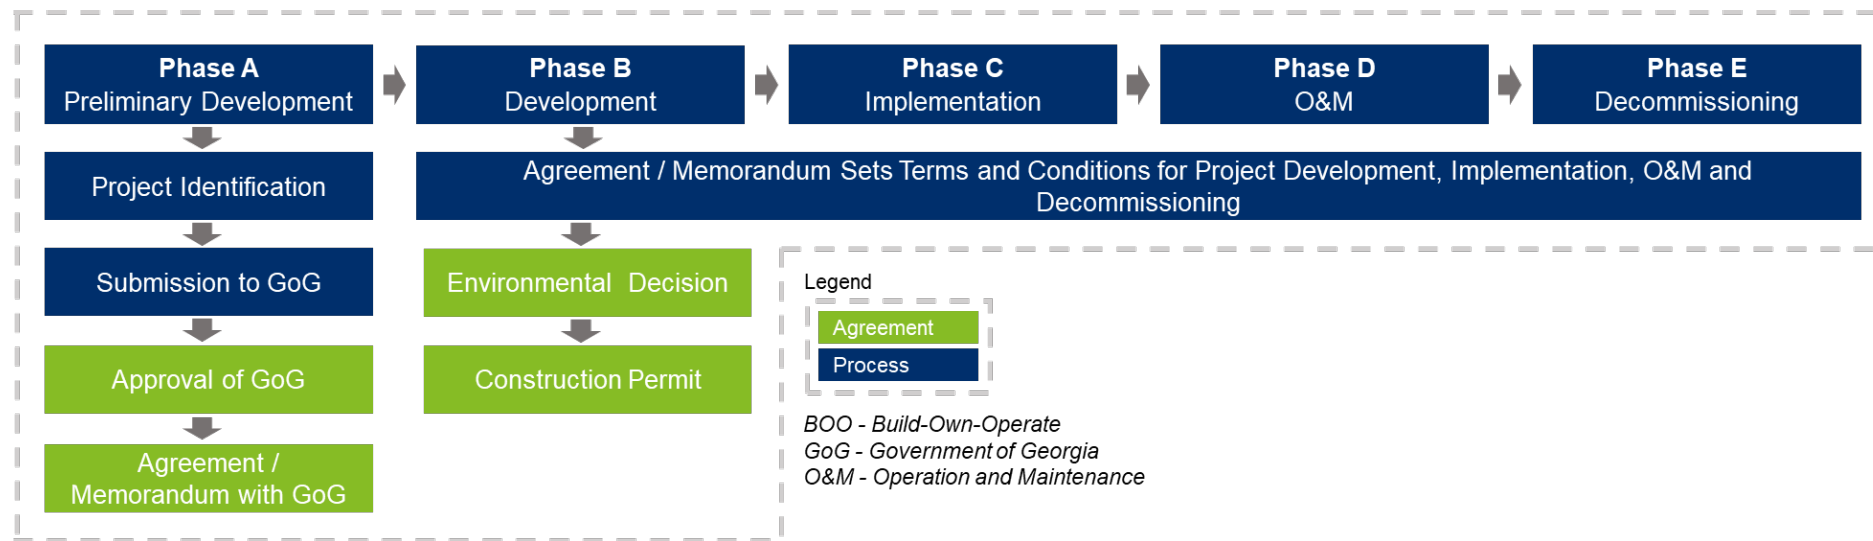 Phase A
Preliminary Development
Phase B
Development
Phase C
Implementation
Phase D
O&M
Phase E
Decommissioning
Project Identification
Agreement / Memorandum Sets Terms and Conditions for Project Development, Implementation, O&M and
Decommissioning
Submission to GoG
Environmental Decision
Approval of GoG
Construction Permit
Agreement /
Memorandum with GoG
Legend
Agreement
Process
BOO - Build-Own-Operate
GoG - Government of Georgia
O&M - Operation and Maintenance